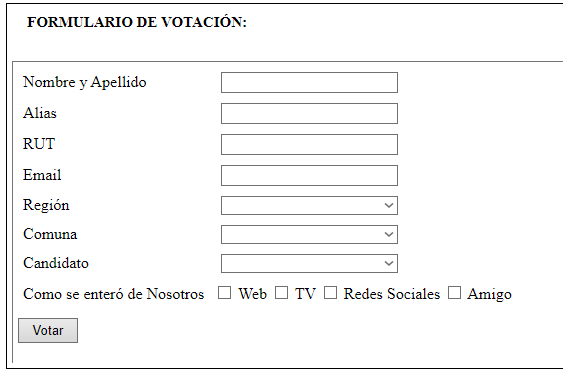 FORMULARIO DE VOTACIÓN:
Nombre y Apellido
Alias
RUT
Email
Región
Comuna
Candidato
Como se enteró de Nosotros Web TV Redes Sociales Amigo
Votar